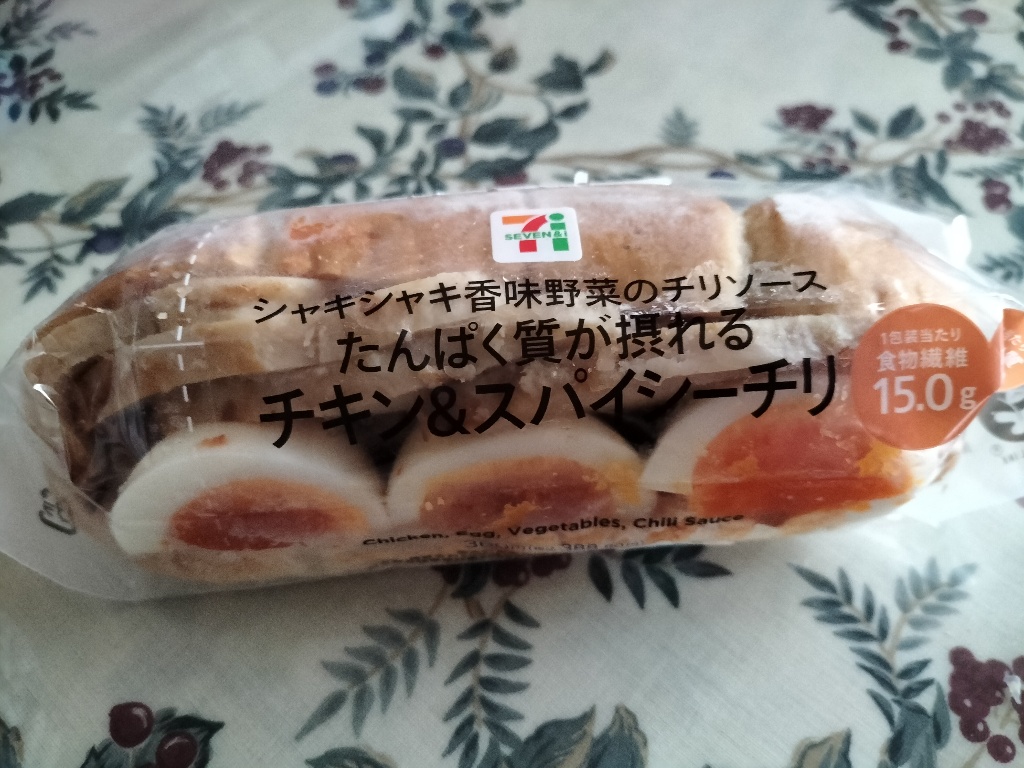 SEVEN&i
シャキシャキ香味野菜のチリソース
たんぱく質が摂れる
チキン&スパイシーチリ
1包装当たり
食物繊維
15.0g
Chicken, Egg, Vegetables, Chili Sauce